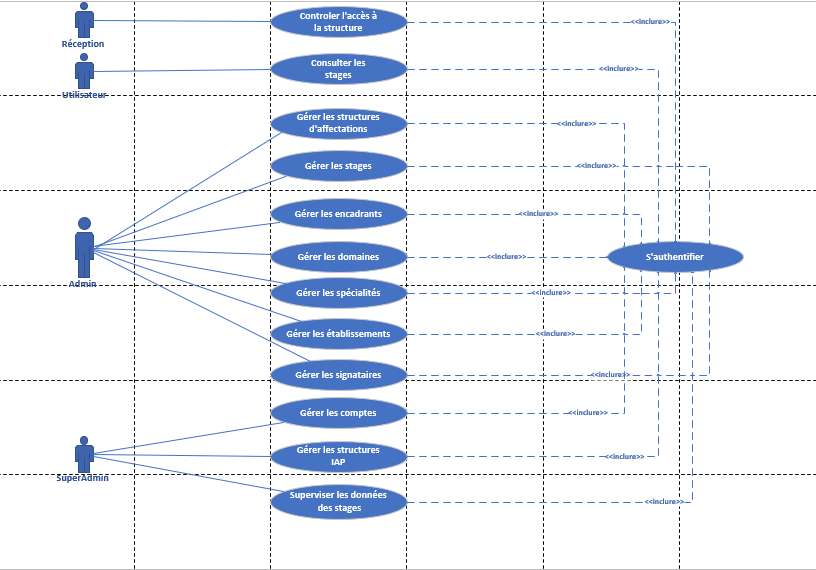 Controler l'accès à
la structure
<<inclure>>
Réception
Consulter les
stages
<<inclure>>
Utilisateur
Gérer les structures
d'affectations
<<inclure>>
Gérer les stages
<<inclure>>
Gérer les encadrants
<<inclure>>
Gérer les domaines
<<inclure>>
S'authentifier
Admin
Gérer les spécialités
<<inclure>>
Gérer les établissements
<<inclure>>
Gérer les signataires
<<inclure>>
Gérer les comptes
<<inclure>>
Gérer les structures
IAP
<<inclure>>
SuperAdmin
Superviser les données
des stages
<<inclure>>